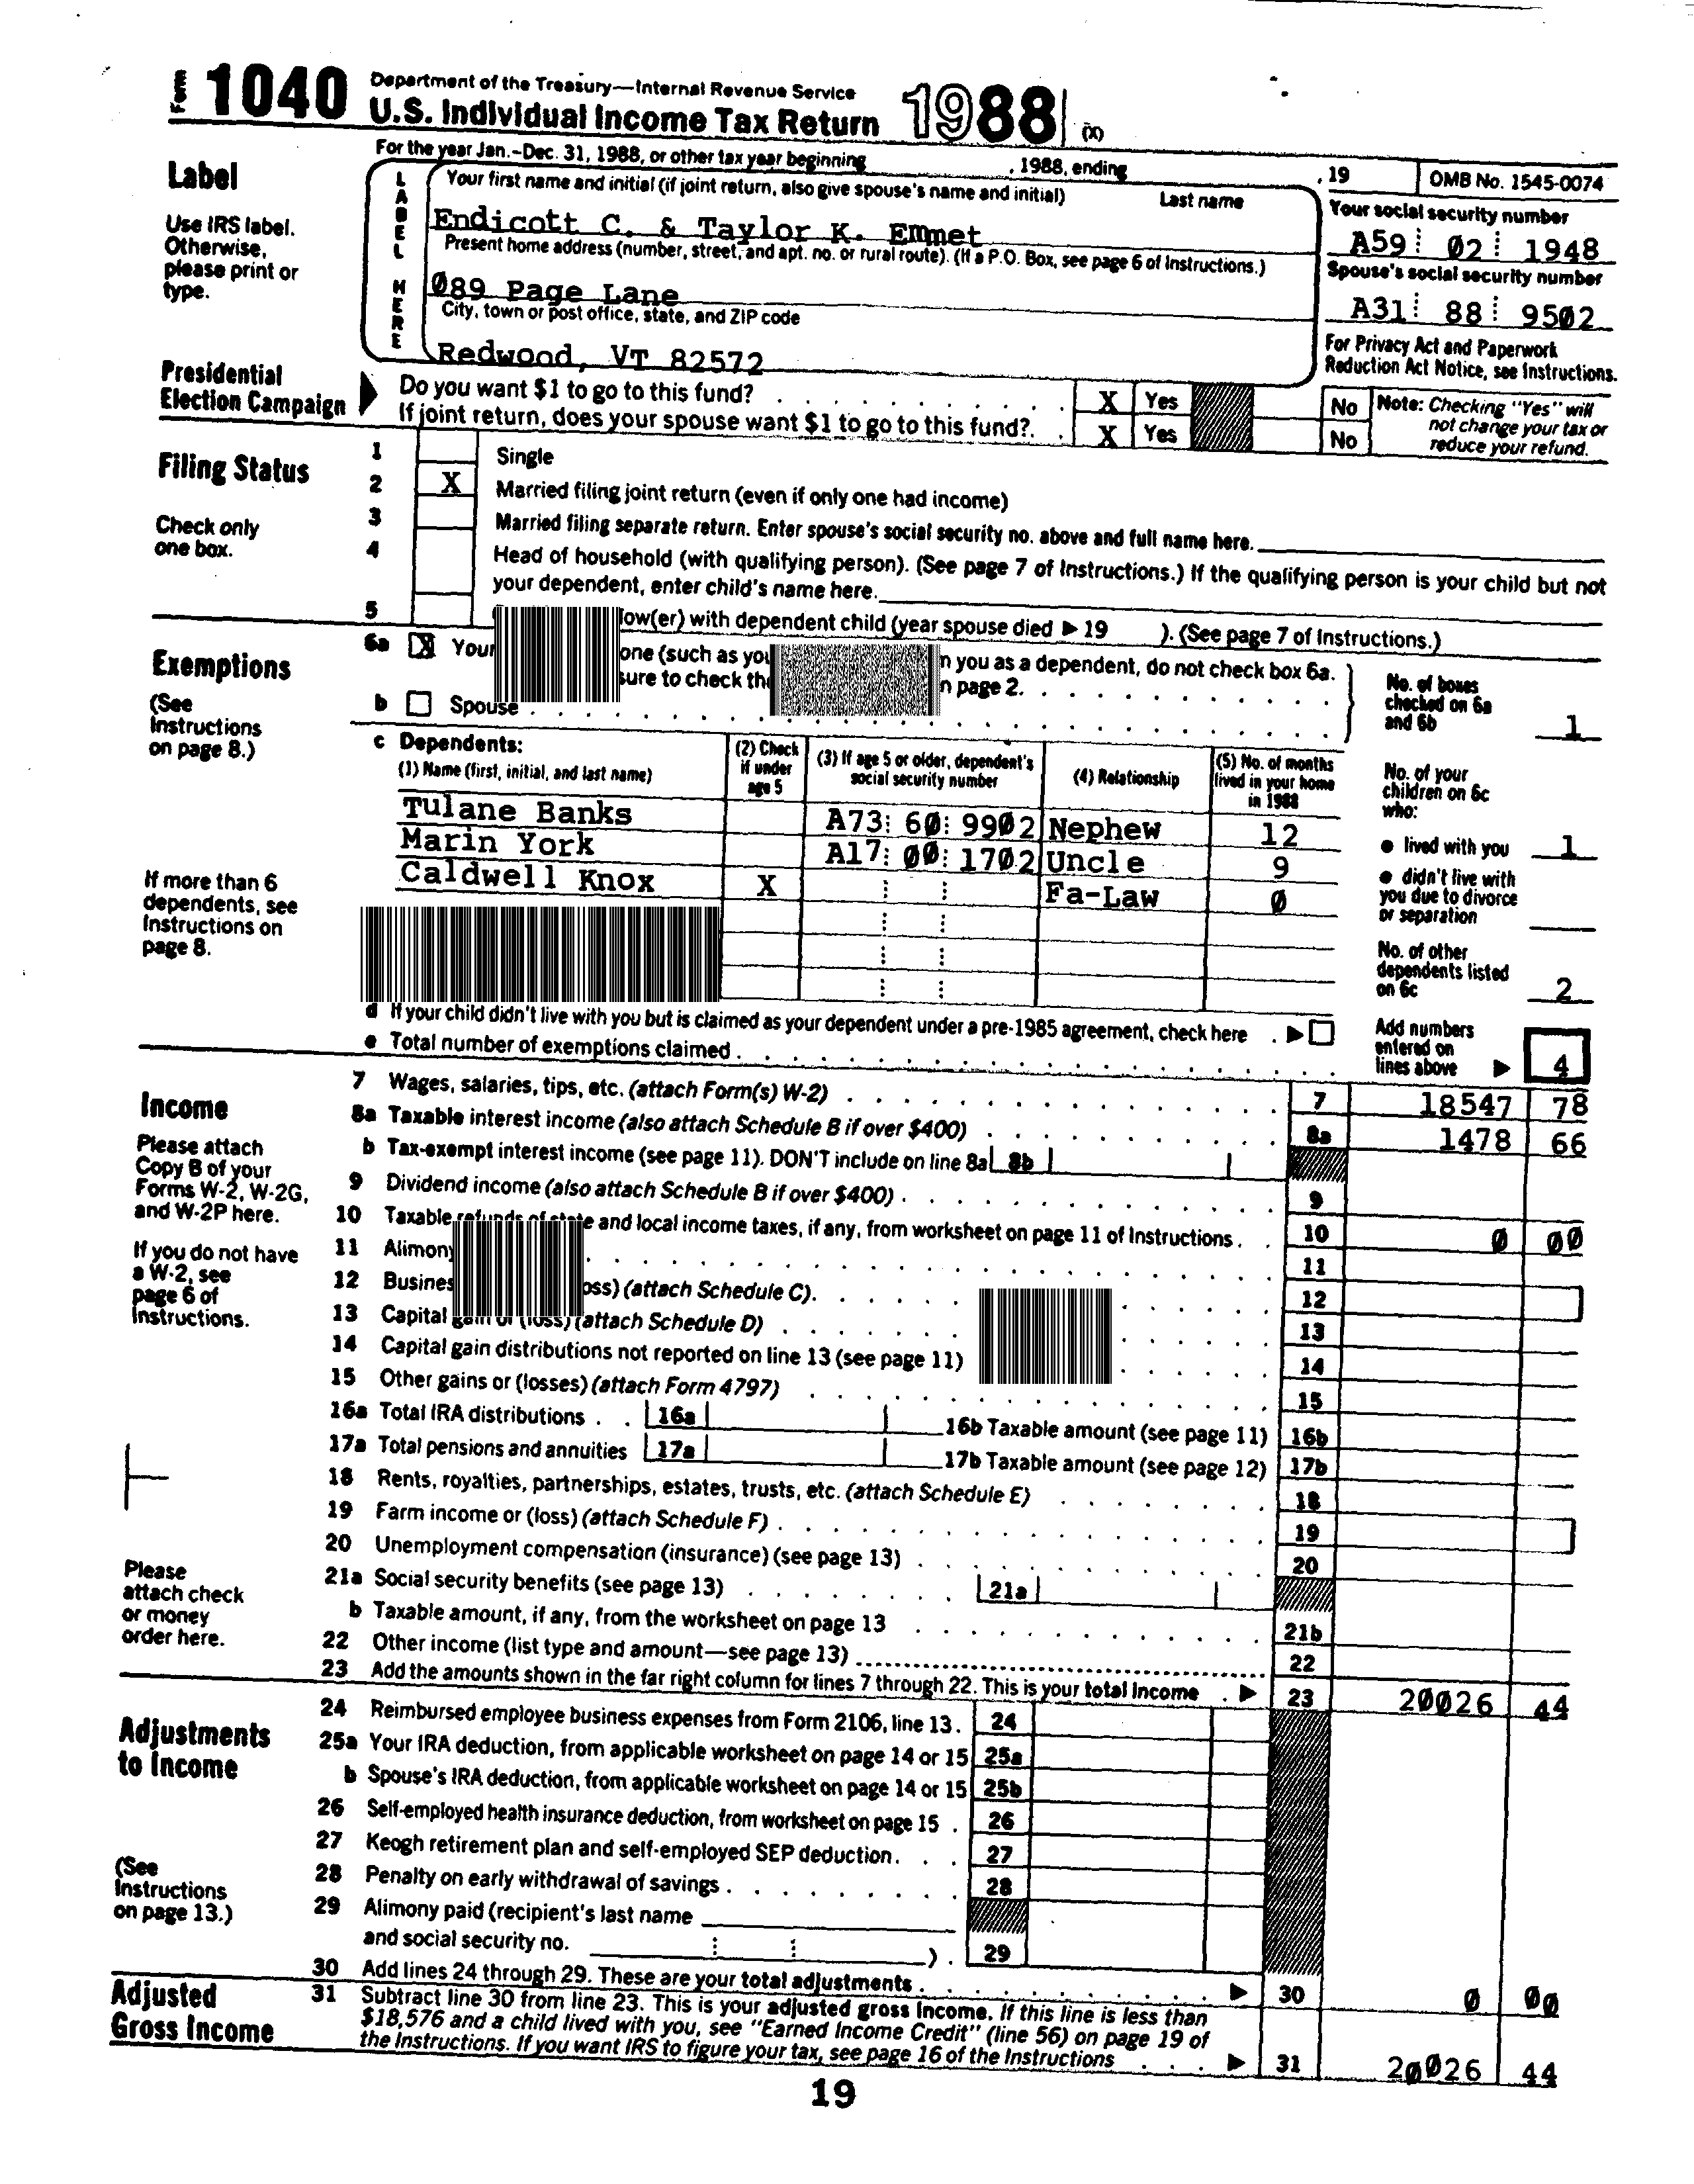 Form 1040 Department of the Treasury—Internal Revenue Service
U.S. Individual Income Tax Return 1988 (X)
For the year Jan.–Dec. 31, 1988, or other tax year beginning , 1988, ending , 19 OMB No. 1545-0074
Label
Use IRS label.
Otherwise,
please print or
type.
LABEL HERE
Your first name and initial (if joint return, also give spouse's name and initial) Last name
Endicott C. & Taylor K. Emmet
Present home address (number, street, and apt. no. or rural route). (If a P.O. Box, see page 6 of Instructions.)
089 Page Lane
City, town or post office, state, and ZIP code
Redwood, VT 82572
Your social security number
A59 02 1948
Spouse's social security number
A31 88 9502
For Privacy Act and Paperwork
Reduction Act Notice, see Instructions.
Presidential
Election Campaign
Do you want $1 to go to this fund? X Yes No
If joint return, does your spouse want $1 to go to this fund? X Yes No
Note: Checking "Yes" will
not change your tax or
reduce your refund.
Filing Status
Check only
one box.
1 Single
2 X Married filing joint return (even if only one had income)
3 Married filing separate return. Enter spouse's social security no. above and full name here.
4 Head of household (with qualifying person). (See page 7 of Instructions.) If the qualifying person is your child but not
your dependent, enter child's name here.
5 low(er) with dependent child (year spouse died ▶ 19 ). (See page 7 of Instructions.)
Exemptions
(See
Instructions
on page 8.)
6a X Your one (such as you n you as a dependent, do not check box 6a.
sure to check th n page 2.
b Spouse
No. of boxes
checked on 6a
and 6b 1
c Dependents:
(1) Name (first, initial, and last name)
(2) Check
if under
age 5
(3) If age 5 or older, dependent's
social security number
(4) Relationship
(5) No. of months
lived in your home
in 1988
Tulane Banks A73 60 9902 Nephew 12
Marin York A17 00 1702 Uncle 9
Caldwell Knox X Fa-Law 0
If more than 6
dependents, see
Instructions on
page 8.
No. of your
children on 6c
who:
● lived with you 1
● didn't live with
you due to divorce
or separation
No. of other
dependents listed
on 6c 2
d If your child didn't live with you but is claimed as your dependent under a pre-1985 agreement, check here . ▶
e Total number of exemptions claimed
Add numbers
entered on
lines above ▶ 4
Income
Please attach
Copy B of your
Forms W-2, W-2G,
and W-2P here.
If you do not have
a W-2, see
page 6 of
Instructions.
Please
attach check
or money
order here.
7 Wages, salaries, tips, etc. (attach Form(s) W-2) 7 18547 78
8a Taxable interest income (also attach Schedule B if over $400) 8a 1478 66
b Tax-exempt interest income (see page 11). DON'T include on line 8a 8b
9 Dividend income (also attach Schedule B if over $400) 9
10 Taxable refunds of state and local income taxes, if any, from worksheet on page 11 of Instructions 10 0 00
11 Alimony 11
12 Busines oss) (attach Schedule C) 12
13 Capital gain or (loss) (attach Schedule D) 13
14 Capital gain distributions not reported on line 13 (see page 11) 14
15 Other gains or (losses) (attach Form 4797) 15
16a Total IRA distributions 16a 16b Taxable amount (see page 11) 16b
17a Total pensions and annuities 17a 17b Taxable amount (see page 12) 17b
18 Rents, royalties, partnerships, estates, trusts, etc. (attach Schedule E) 18
19 Farm income or (loss) (attach Schedule F) 19
20 Unemployment compensation (insurance) (see page 13) 20
21a Social security benefits (see page 13) 21a
b Taxable amount, if any, from the worksheet on page 13 21b
22 Other income (list type and amount—see page 13) 22
23 Add the amounts shown in the far right column for lines 7 through 22. This is your total income ▶ 23 20026 44
Adjustments
to Income
(See
Instructions
on page 13.)
24 Reimbursed employee business expenses from Form 2106, line 13. 24
25a Your IRA deduction, from applicable worksheet on page 14 or 15 25a
b Spouse's IRA deduction, from applicable worksheet on page 14 or 15 25b
26 Self-employed health insurance deduction, from worksheet on page 15 26
27 Keogh retirement plan and self-employed SEP deduction 27
28 Penalty on early withdrawal of savings 28
29 Alimony paid (recipient's last name
and social security no. ) 29
30 Add lines 24 through 29. These are your total adjustments ▶ 30 0 00
Adjusted
Gross Income
31 Subtract line 30 from line 23. This is your adjusted gross income. If this line is less than
$18,576 and a child lived with you, see "Earned Income Credit" (line 56) on page 19 of
the Instructions. If you want IRS to figure your tax, see page 16 of the Instructions ▶ 31 20026 44
19